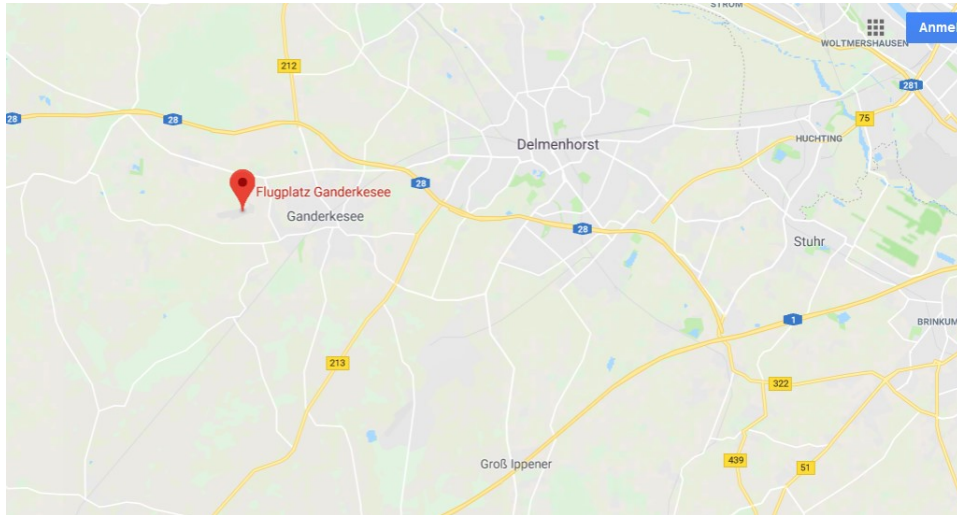 STROM
WOLTMERSHAUSEN
Anmel
212
281
28
28
75
HUCHTING
Delmenhorst
28
Flugplatz Ganderkesee
Ganderkesee
28
Stuhr
1
BRINKUM
213
322
Groß Ippener
439
51